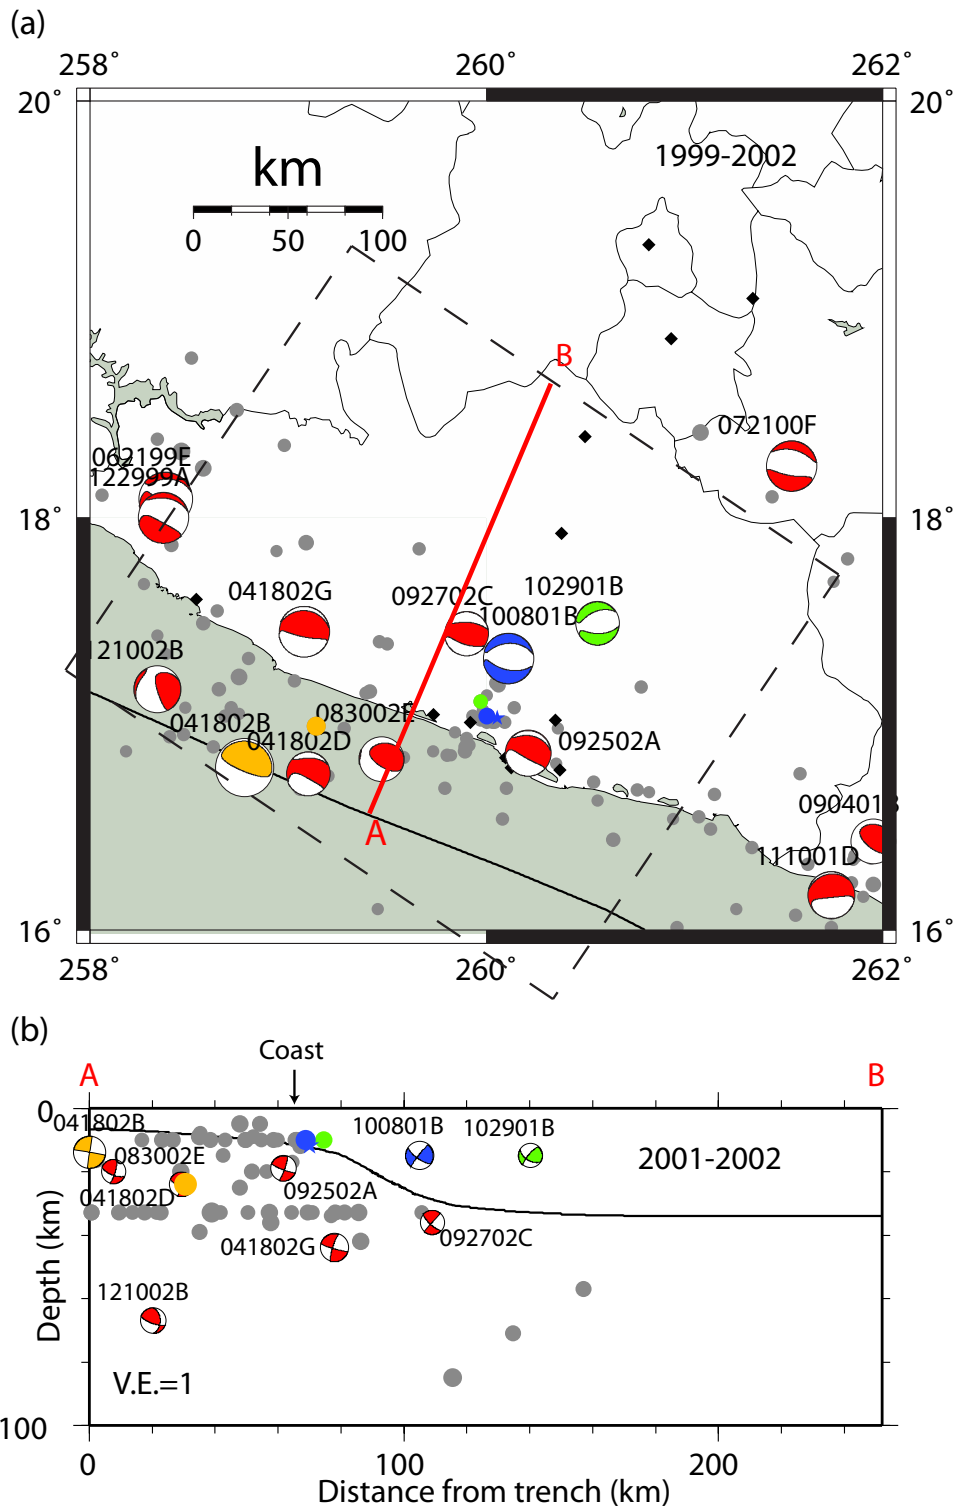 (a)
258° 260° 262°
20° 20°
1999-2002
km
0 50 100
B
072100F
062199E
122999A
18° 18°
041802G
092702C
102901B
100801B
121002B
041802B
083002E
041802D
092502A
A
090401B
111001D
16° 16°
258° 260° 262°
(b)
Coast
A B
0
041802B
100801B
102901B
083002E
2001-2002
041802D
092502A
041802G
092702C
121002B
Depth (km)
V.E.=1
100
0 100 200
Distance from trench (km)